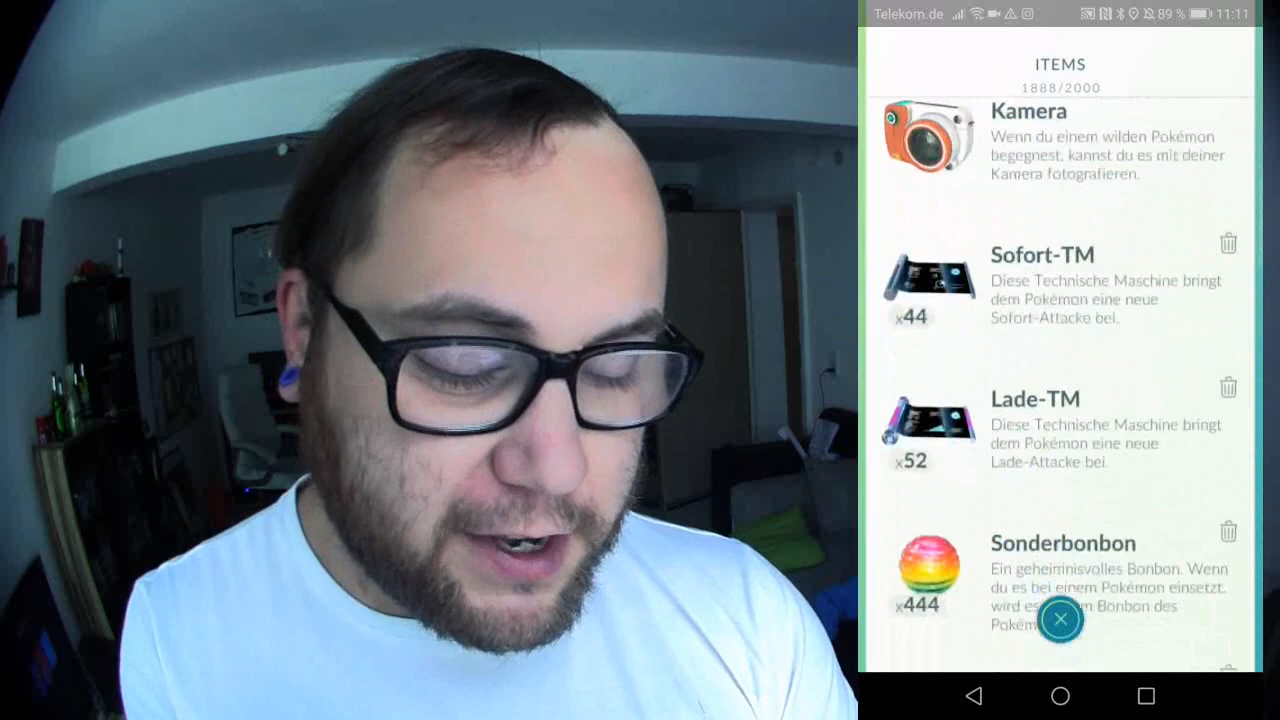 Telekom.de 89 % 11:11
ITEMS
1888/2000
Kamera
Wenn du einem wilden Pokémon
begegnest, kannst du es mit deiner
Kamera fotografieren.
Sofort-TM
Diese Technische Maschine bringt
dem Pokémon eine neue
Sofort-Attacke bei.
x44
Lade-TM
Diese Technische Maschine bringt
dem Pokémon eine neue
Lade-Attacke bei.
x52
Sonderbonbon
Ein geheimnisvolles Bonbon. Wenn
du es bei einem Pokémon einsetzt,
wird es Bonbon des
x444